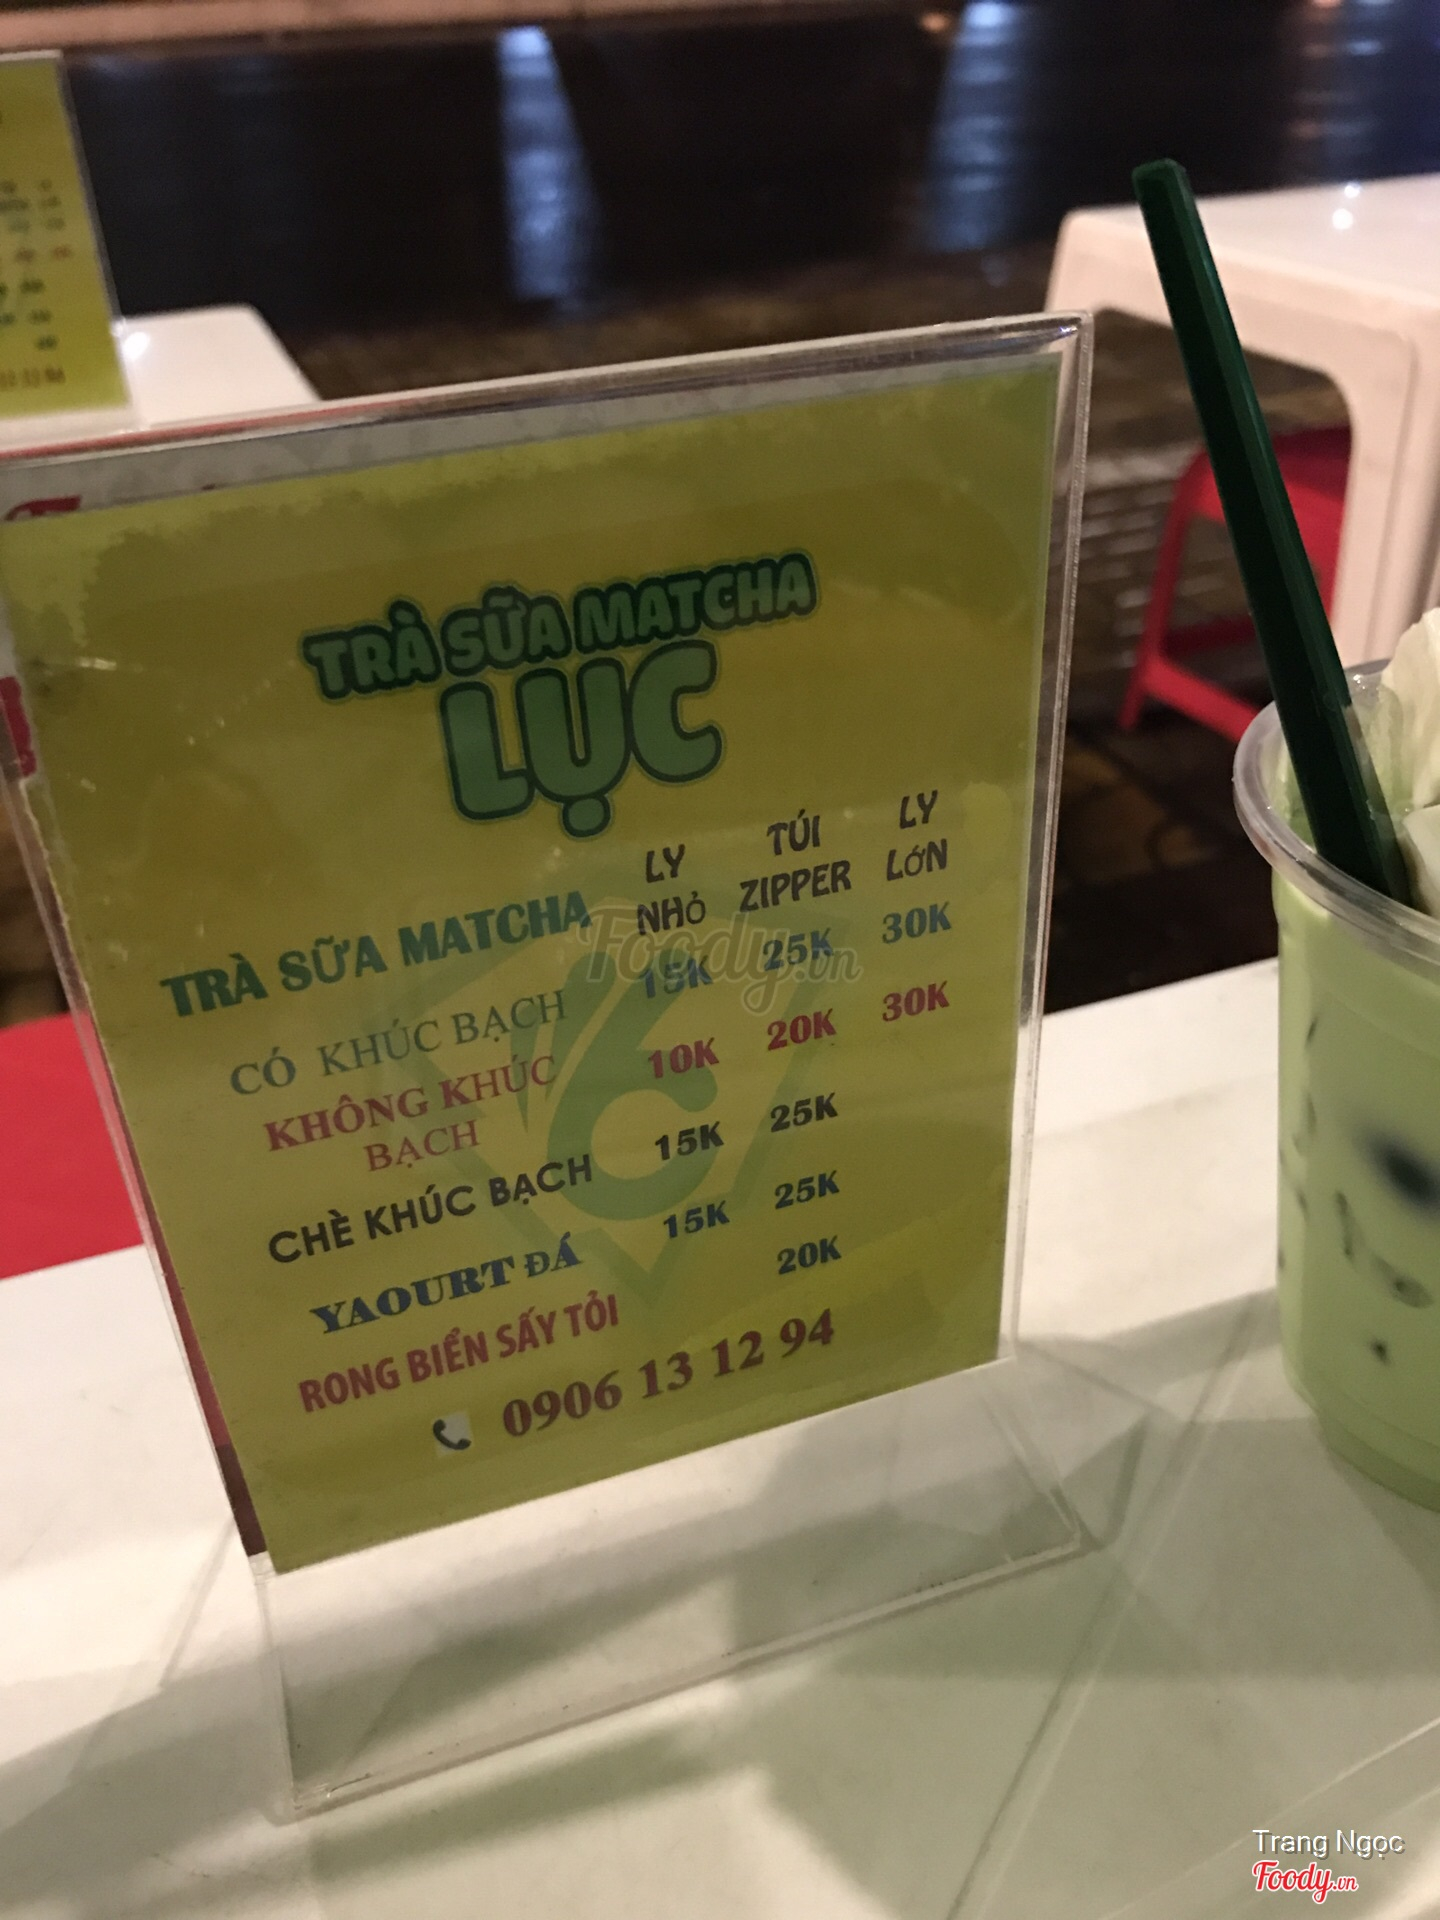 TRÀ SỮA MATCHA
LỤC
LY TÚI LY
NHỎ ZIPPER LỚN
TRÀ SỮA MATCHA
CÓ KHÚC BẠCH 15K 25K 30K
KHÔNG KHÚC 10K 20K 30K
BẠCH
CHÈ KHÚC BẠCH 15K 25K
YAOURT ĐÁ 15K 25K
RONG BIỂN SẤY TỎI 20K
0906 13 12 94
6
Foody.vn
Trang Ngọc
Foody.vn